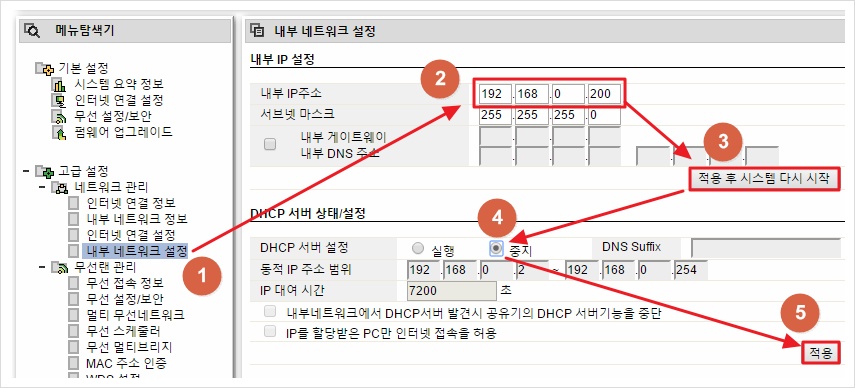 메뉴탐색기
기본 설정
시스템 요약 정보
인터넷 연결 설정
무선 설정/보안
펌웨어 업그레이드
고급 설정
네트워크 관리
인터넷 연결 정보
내부 네트워크 정보
인터넷 연결 설정
내부 네트워크 설정
1
무선랜 관리
무선 접속 정보
무선 설정/보안
멀티 무선네트워크
무선 스케줄러
무선 멀티브리지
MAC 주소 인증
WDS 설정
내부 네트워크 설정
내부 IP 설정
2
내부 IP주소 192 . 168 . 0 . 200
서브넷 마스크 255 . 255 . 255 . 0
내부 게이트웨이 . . .
내부 DNS 주소 . . . . . .
3
적용 후 시스템 다시 시작
DHCP 서버 상태/설정
4
DHCP 서버 설정 실행 중지 DNS Suffix
동적 IP 주소 범위 192 . 168 . 0 . 2 ~ 192 . 168 . 0 . 254
IP 대여 시간 7200 초
내부네트워크에서 DHCP서버 발견시 공유기의 DHCP 서버기능을 중단
IP를 할당받은 PC만 인터넷 접속을 허용
5
적용